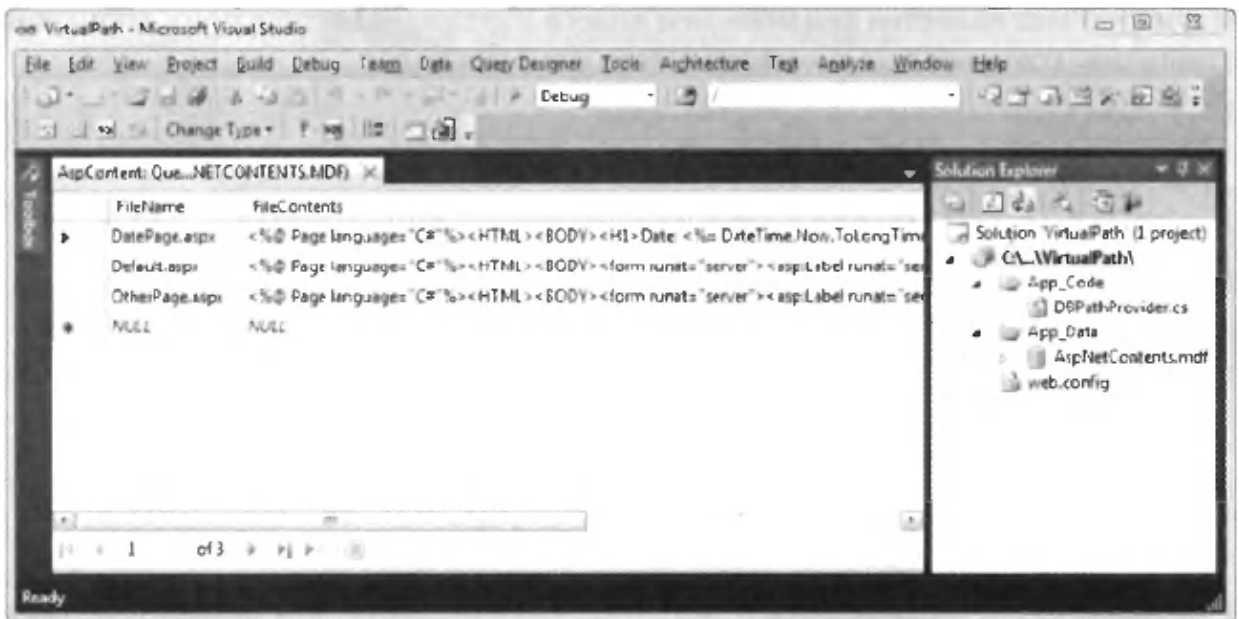 VirtualPath - Microsoft Visual Studio
File Edit View Project Build Debug Team Data Query Designer Tools Architecture Test Analyze Window Help
Debug /
Change Type
Toolbox
AspContent: Que...NETCONTENTS.MDF)
FileName FileContents
DatePage.aspx <%@ Page language="C#"%><HTML><BODY><H1>Date: <%= DateTime.Now.ToLongTime
Default.aspx <%@ Page language="C#"%><HTML><BODY><form runat="server"><asp:Label runat="ser
OtherPage.aspx <%@ Page language="C#"%><HTML><BODY><form runat="server"><asp:Label runat="ser
NULL NULL
1 of 3
Solution Explorer
Solution 'VirtualPath' (1 project)
C:\...\VirtualPath\
App_Code
DBPathProvider.cs
App_Data
AspNetContents.mdf
web.config
Ready